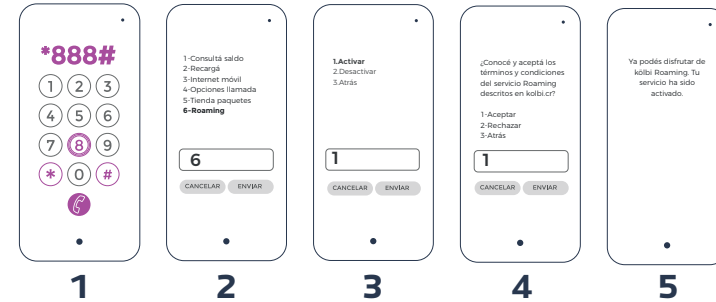 *888#
1 2 3
4 5 6
7 8 9
* 0 #
1
1-Consultá saldo
2-Recargá
3-Internet móvil
4-Opciones llamada
5-Tienda paquetes
6-Roaming
6
CANCELAR ENVIAR
2
1.Activar
2.Desactivar
3.Atrás
1
CANCELAR ENVIAR
3
¿Conocé y aceptá los
términos y condiciones
del servicio Roaming
descritos en kolbi.cr?
1-Aceptar
2-Rechazar
3-Atrás
1
CANCELAR ENVIAR
4
Ya podés disfrutar de
kölbi Roaming. Tu
servicio ha sido
activado.
5